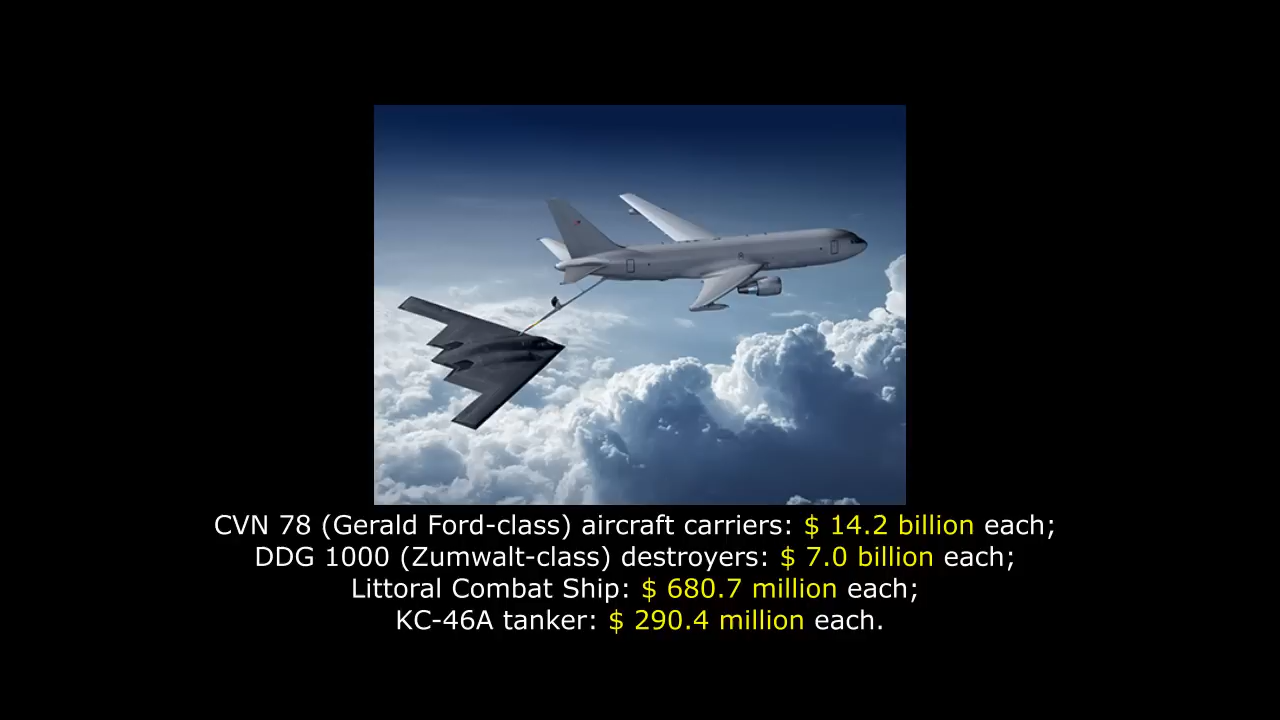 CVN 78 (Gerald Ford-class) aircraft carriers: $ 14.2 billion each;
DDG 1000 (Zumwalt-class) destroyers: $ 7.0 billion each;
Littoral Combat Ship: $ 680.7 million each;
KC-46A tanker: $ 290.4 million each.